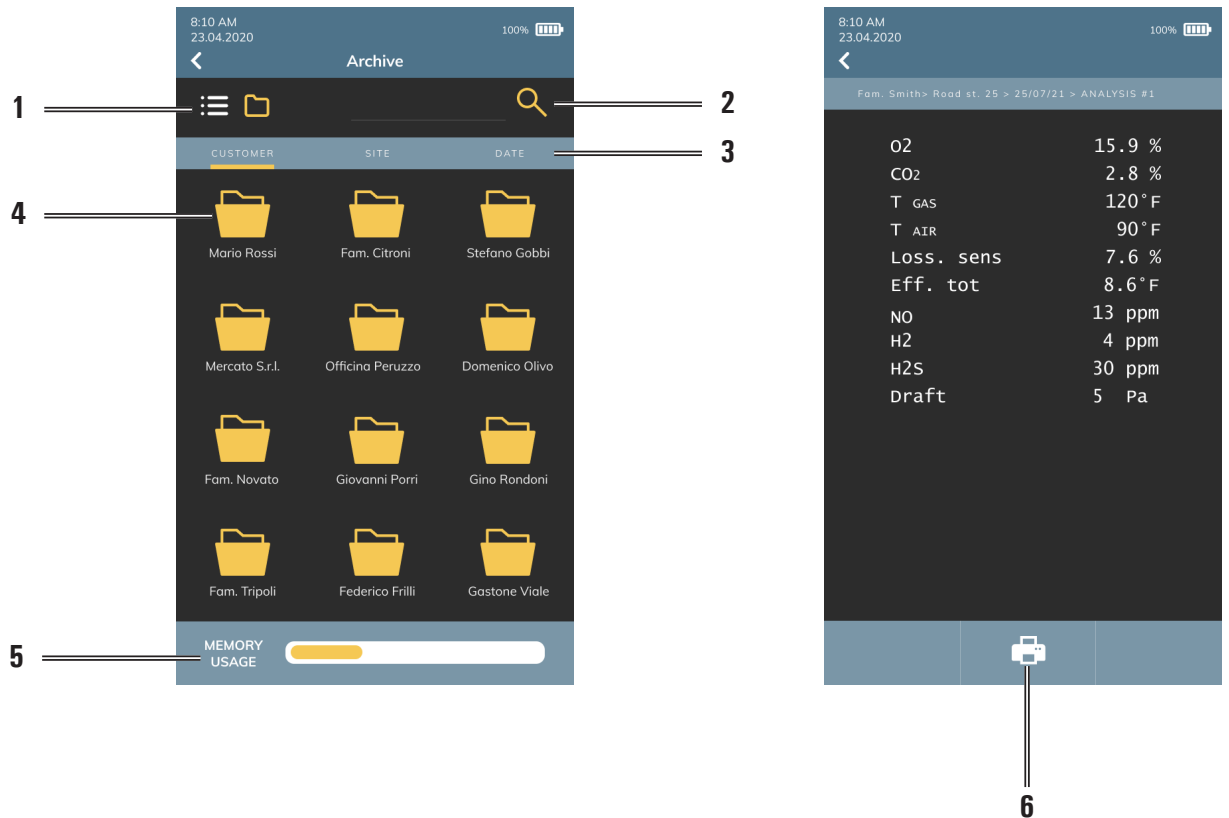 8:10 AM
23.04.2020
100%
Archive
1
2
CUSTOMER SITE DATE
3
4
Mario Rossi Fam. Citroni Stefano Gobbi
Mercato S.r.l. Officina Peruzzo Domenico Olivo
Fam. Novato Giovanni Porri Gino Rondoni
Fam. Tripoli Federico Frilli Gastone Viale
5
MEMORY
USAGE
8:10 AM
23.04.2020
100%
Fam. Smith> Road st. 25 > 25/07/21 > ANALYSIS #1
O2 15.9 %
CO2 2.8 %
T GAS 120°F
T AIR 90°F
Loss. sens 7.6 %
Eff. tot 8.6°F
NO 13 ppm
H2 4 ppm
H2S 30 ppm
Draft 5 Pa
6